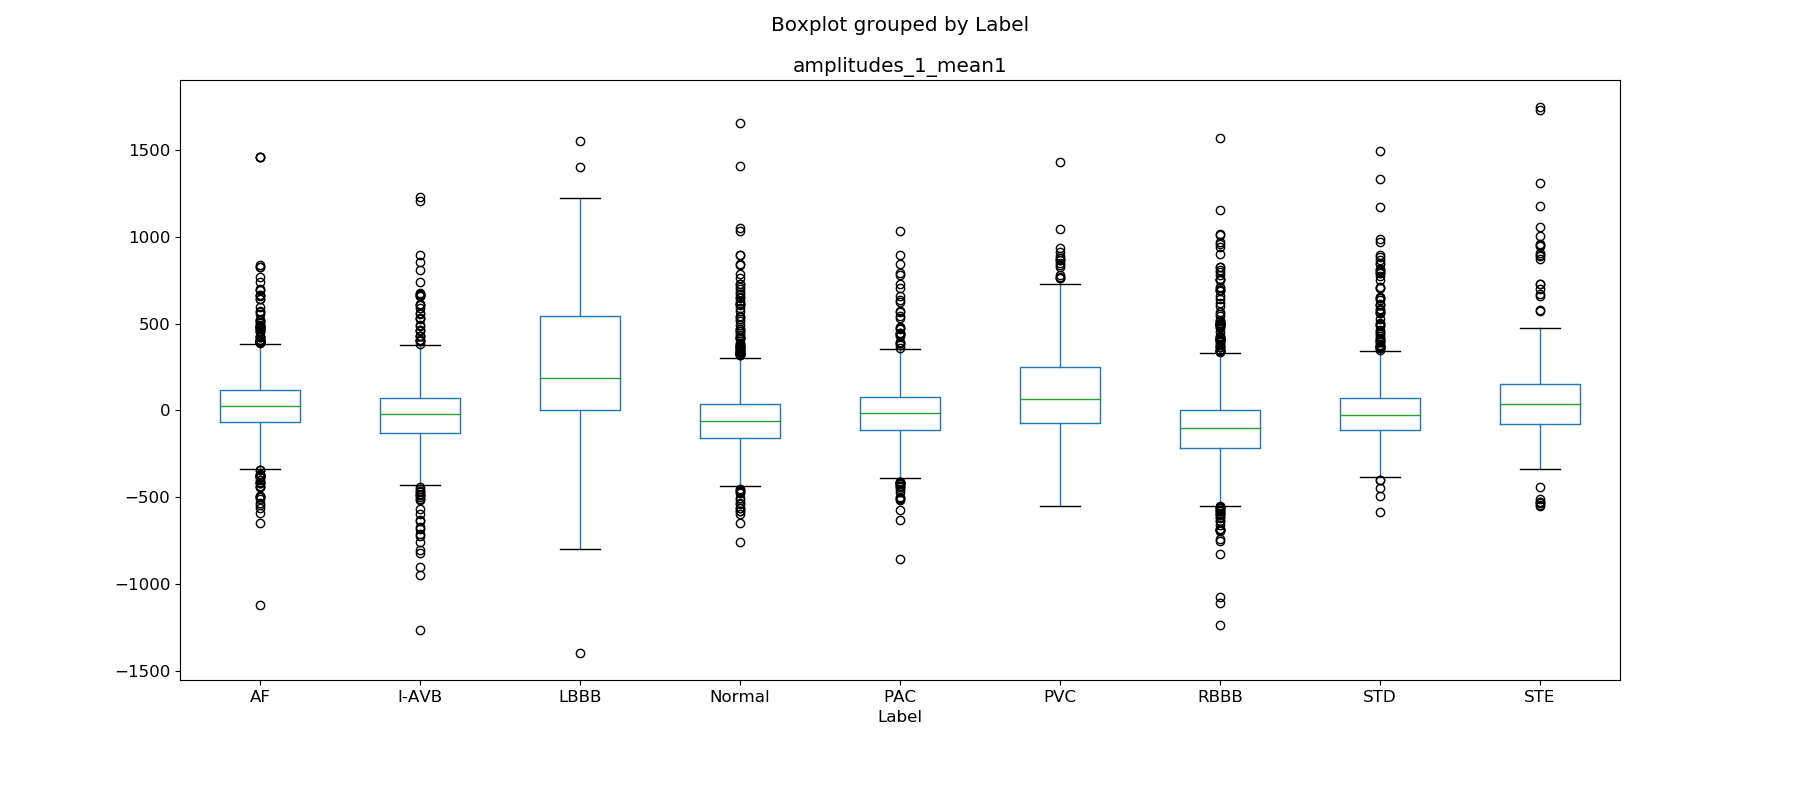 Boxplot grouped by Label
amplitudes_1_mean1
1500
1000
500
0
−500
−1000
−1500
AF I-AVB LBBB Normal PAC PVC RBBB STD STE
Label